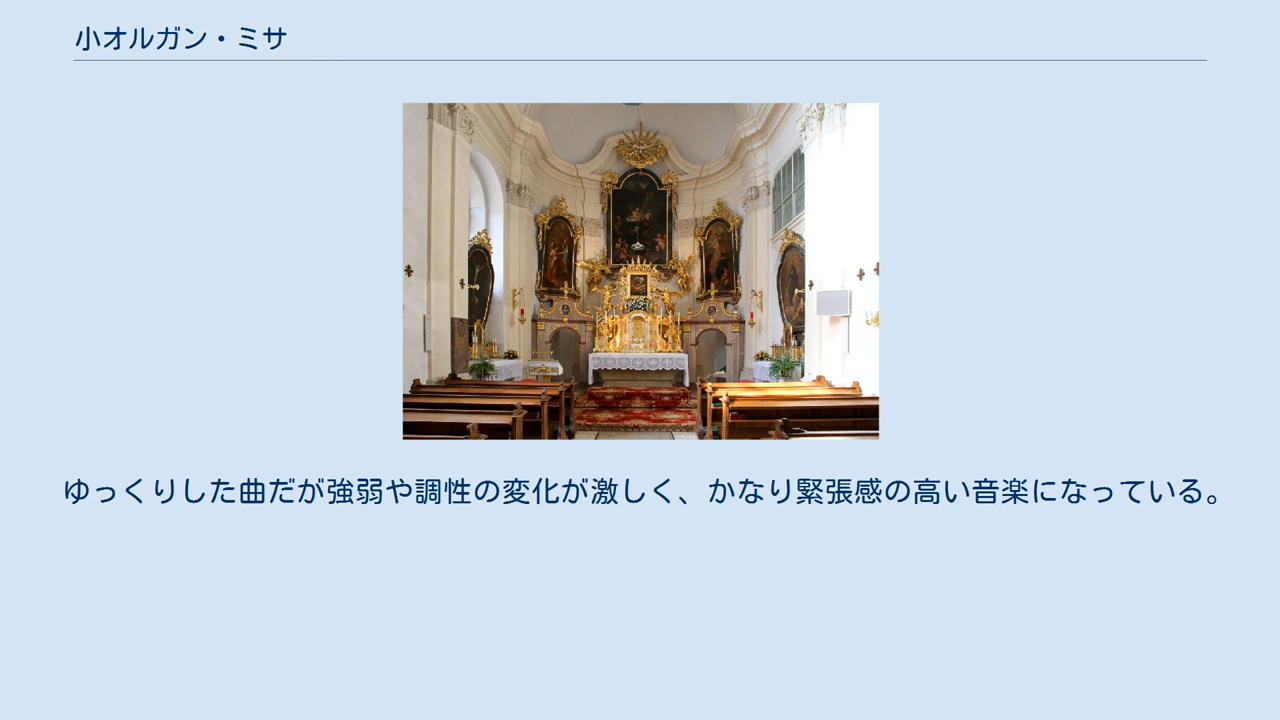 小オルガン・ミサ
ゆっくりした曲だが強弱や調性の変化が激しく、かなり緊張感の高い音楽になっている。